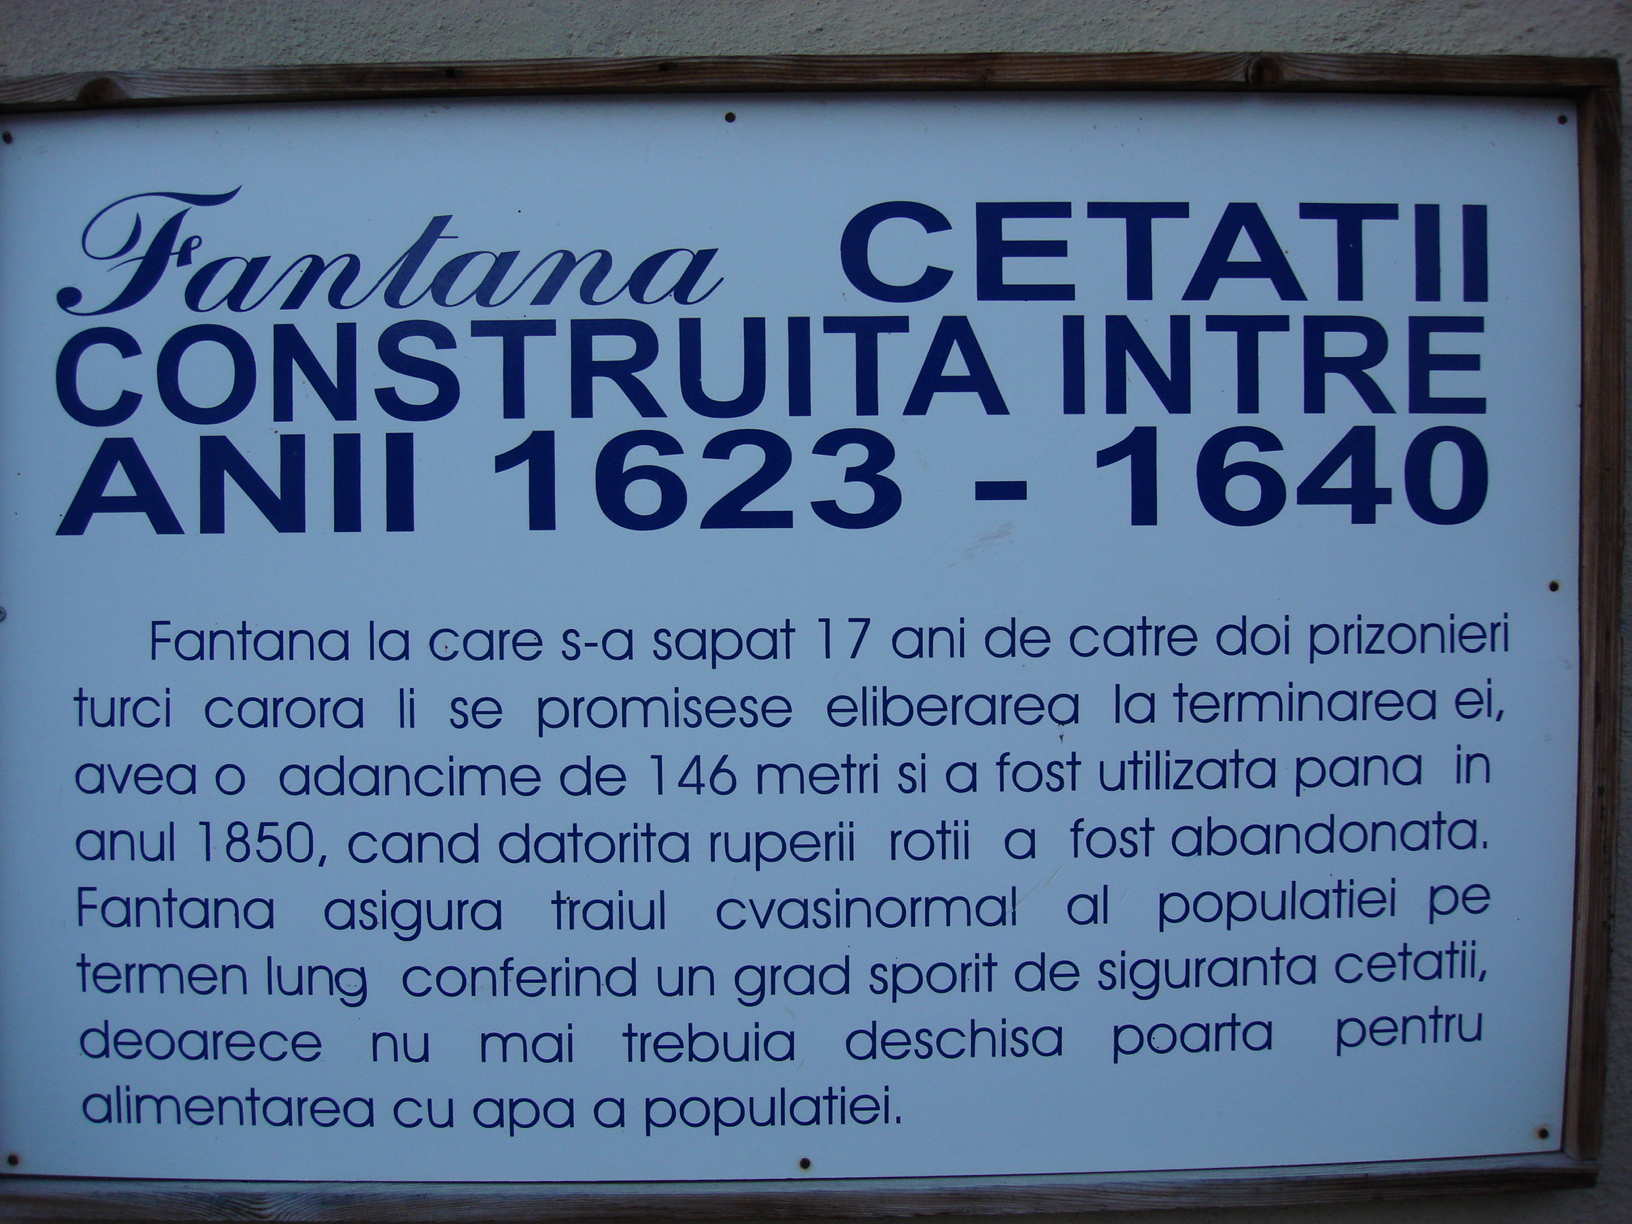 Fantana CETATII
CONSTRUITA INTRE
ANII 1623 - 1640
Fantana la care s-a sapat 17 ani de catre doi prizonieri
turci carora li se promisese eliberarea la terminarea ei,
avea o adancime de 146 metri si a fost utilizata pana in
anul 1850, cand datorita ruperii rotii a fost abandonata.
Fantana asigura traiul cvasinormal al populatiei pe
termen lung conferind un grad sporit de siguranta cetatii,
deoarece nu mai trebuia deschisa poarta pentru
alimentarea cu apa a populatiei.